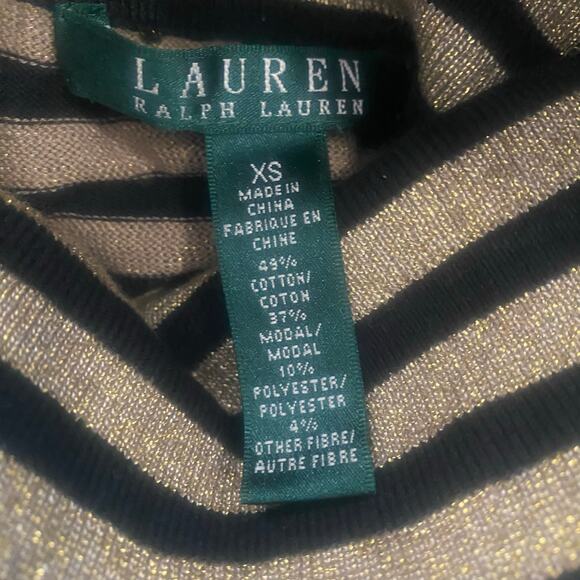 LAUREN
RALPH LAUREN
XS
MADE IN
CHINA
FABRIQUE EN
CHINE
49%
COTTON/
COTON
37%
MODAL/
MODAL
10%
POLYESTER/
POLYESTER
4%
OTHER FIBRE/
AUTRE FIBRE